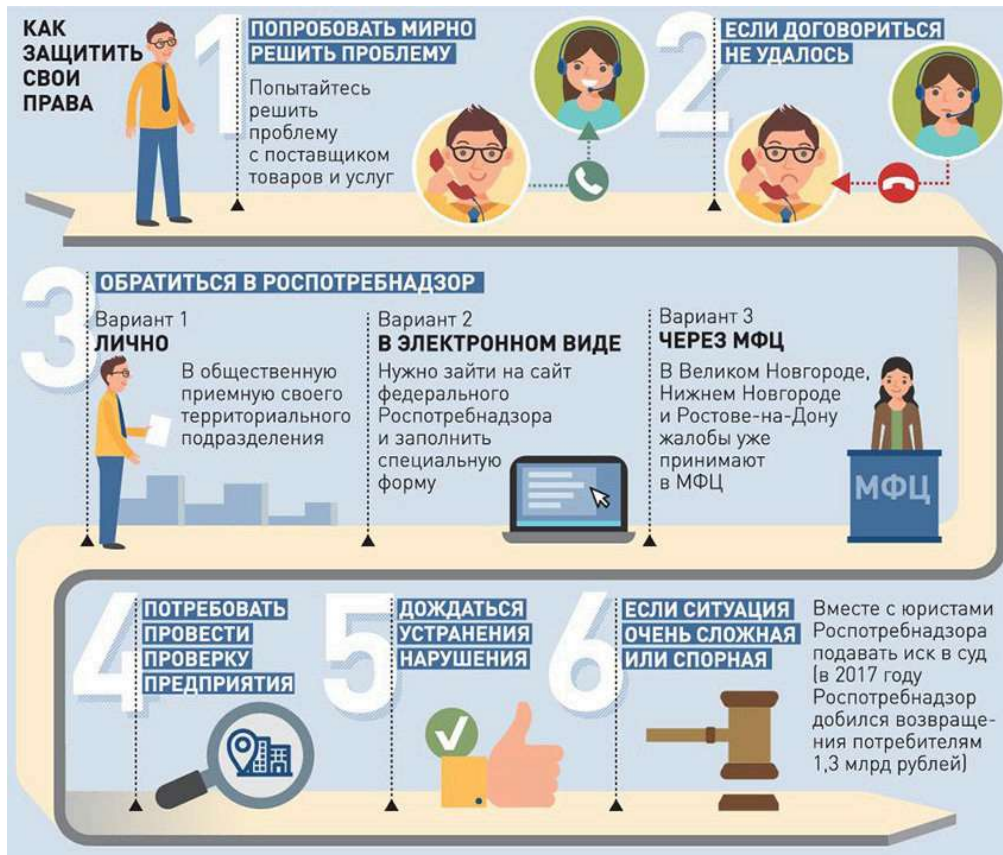 КАК
ЗАЩИТИТЬ
СВОИ
ПРАВА
1
ПОПРОБОВАТЬ МИРНО
РЕШИТЬ ПРОБЛЕМУ
Попытайтесь
решить
проблему
с поставщиком
товаров и услуг
2
ЕСЛИ ДОГОВОРИТЬСЯ
НЕ УДАЛОСЬ
3
ОБРАТИТЬСЯ В РОСПОТРЕБНАДЗОР
Вариант 1
ЛИЧНО
В общественную
приемную своего
территориального
подразделения
Вариант 2
В ЭЛЕКТРОННОМ ВИДЕ
Нужно зайти на сайт
федерального
Роспотребнадзора
и заполнить
специальную
форму
Вариант 3
ЧЕРЕЗ МФЦ
В Великом Новгороде,
Нижнем Новгороде
и Ростове-на-Дону
жалобы уже
принимают
в МФЦ
МФЦ
4
ПОТРЕБОВАТЬ
ПРОВЕСТИ
ПРОВЕРКУ
ПРЕДПРИЯТИЯ
5
ДОЖДАТЬСЯ
УСТРАНЕНИЯ
НАРУШЕНИЯ
6
ЕСЛИ СИТУАЦИЯ
ОЧЕНЬ СЛОЖНАЯ
ИЛИ СПОРНАЯ
Вместе с юристами
Роспотребнадзора
подавать иск в суд
(в 2017 году
Роспотребнадзор
добился возвраще-
ния потребителям
1,3 млрд рублей)